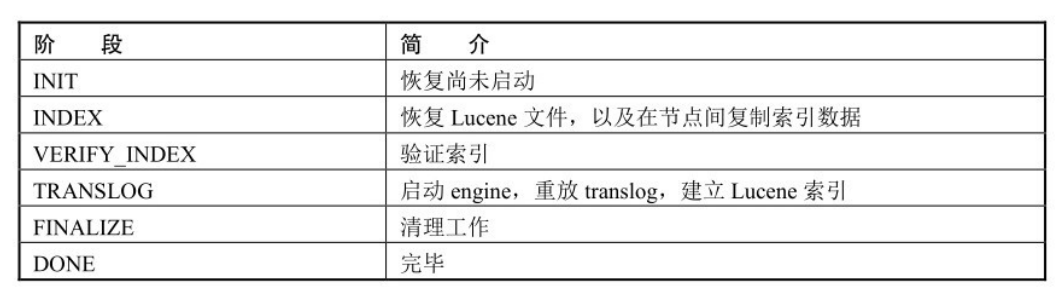 阶 段 简 介
INIT 恢复尚未启动
INDEX 恢复 Lucene 文件，以及在节点间复制索引数据
VERIFY_INDEX 验证索引
TRANSLOG 启动 engine，重放 translog，建立 Lucene 索引
FINALIZE 清理工作
DONE 完毕